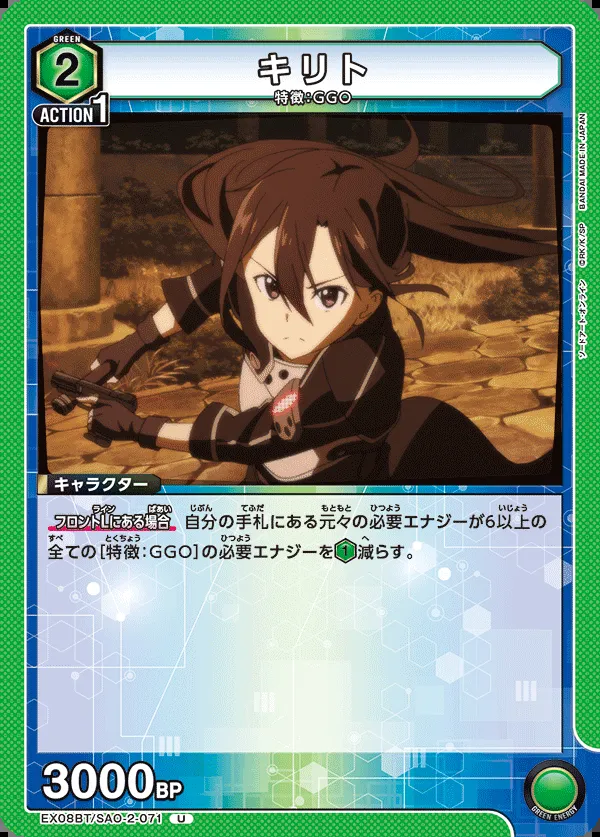 GREEN
2
ACTION 1
キリト
特徴:GGO
ソードアート・オンライン ©RK/K/SP BANDAI MADE IN JAPAN
キャラクター
フロントLにある場合 自分の手札にある元々の必要エナジーが6以上の
全ての[特徴:GGO]の必要エナジーを1減らす。
3000BP
EX08BT/SAO-2-071 U
GREEN ENERGY